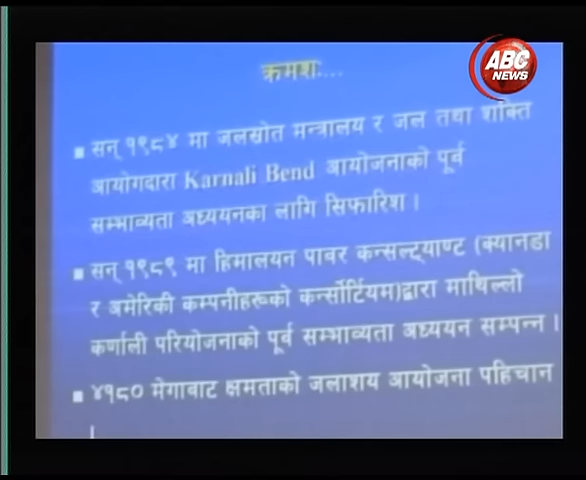 ABC
NEWS
क्रमशः...
सन् १९८४ मा जलस्रोत मन्त्रालय र जल तथा शक्ति
आयोगद्वारा Karnali Bend आयोजनाको पूर्व
सम्भाव्यता अध्ययनका लागि सिफारिश ।
सन् १९८९ मा हिमालयन पावर कन्सल्ट्याण्ट (क्यानडा
र अमेरिकी कम्पनीहरूको कन्सोर्टियम)द्वारा माथिल्लो
कर्णाली परियोजनाको पूर्व सम्भाव्यता अध्ययन सम्पन्न ।
४१८० मेगाबाट क्षमताको जलाशय आयोजना पहिचान
।